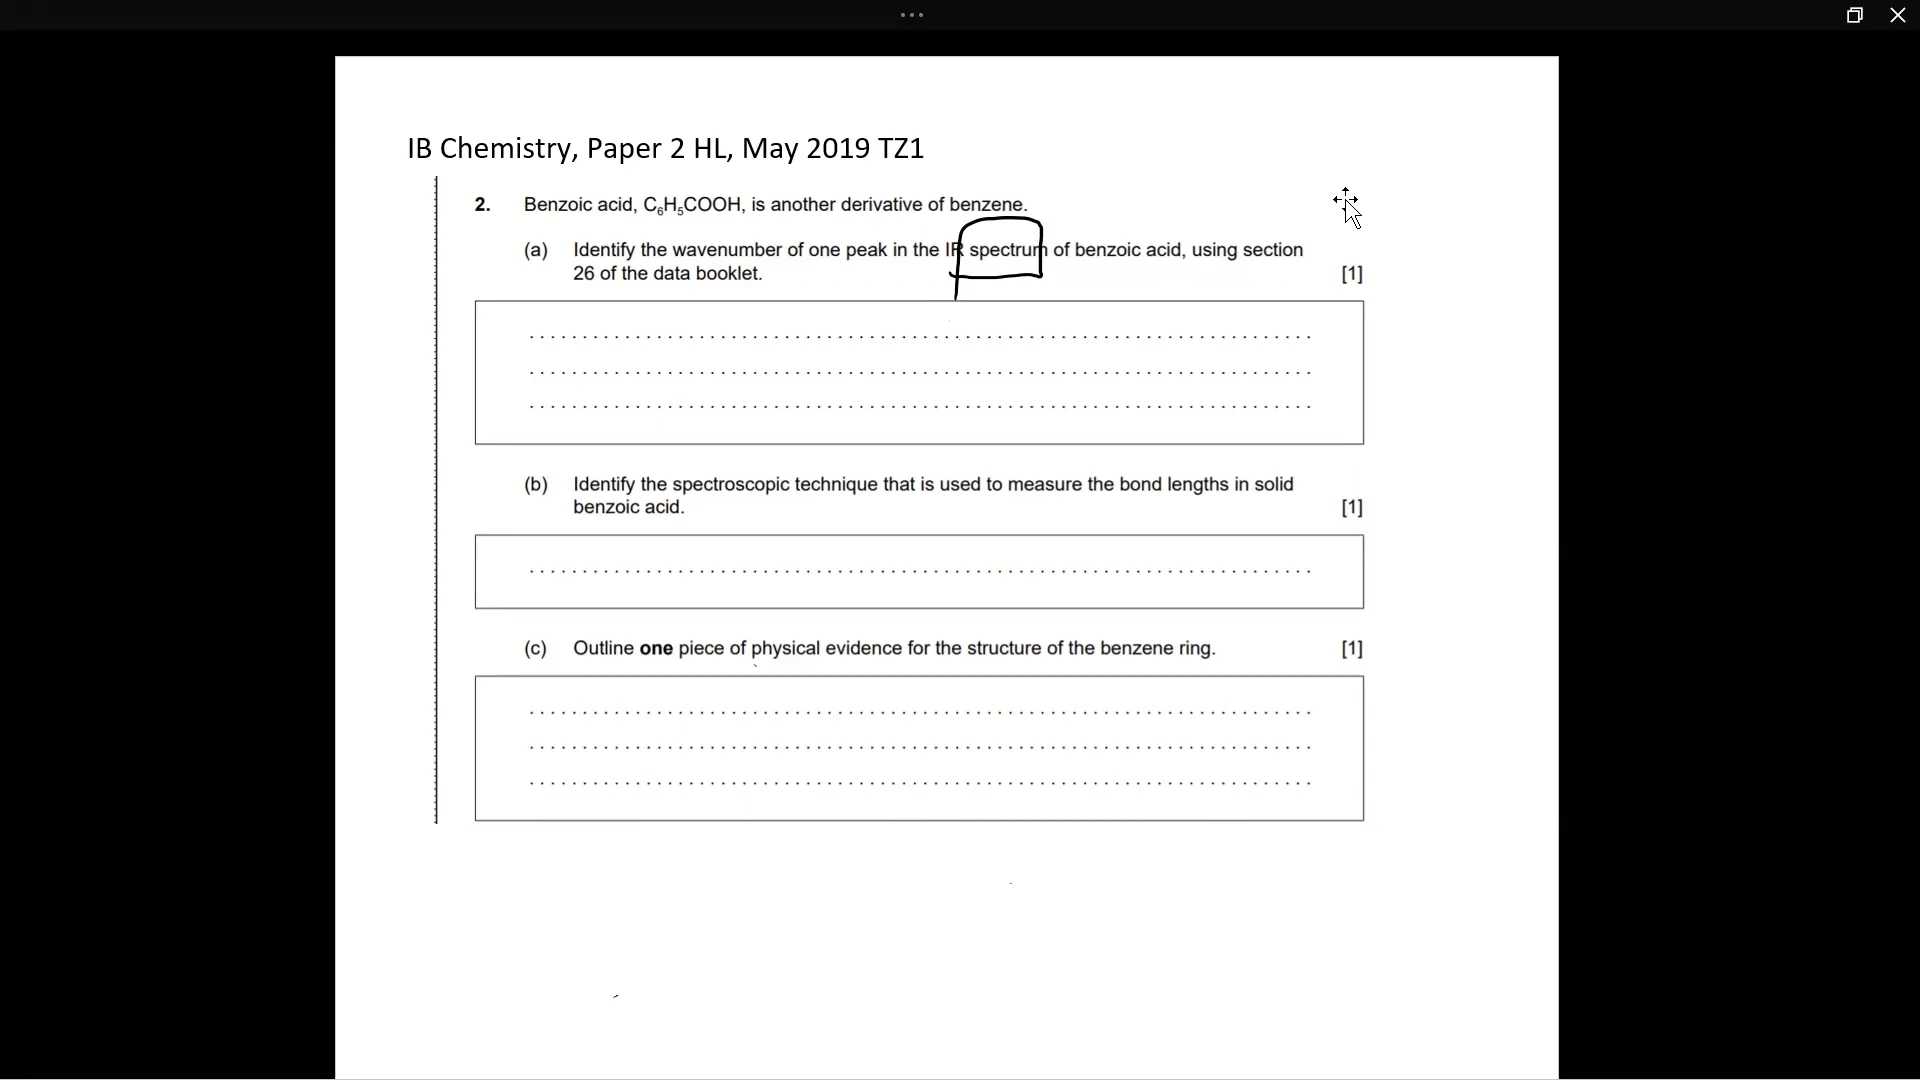 IB Chemistry, Paper 2 HL, May 2019 TZ1
2. Benzoic acid, C₆H₅COOH, is another derivative of benzene.
(a) Identify the wavenumber of one peak in the IR spectrum of benzoic acid, using section
26 of the data booklet. [1]
(b) Identify the spectroscopic technique that is used to measure the bond lengths in solid
benzoic acid. [1]
(c) Outline one piece of physical evidence for the structure of the benzene ring. [1]